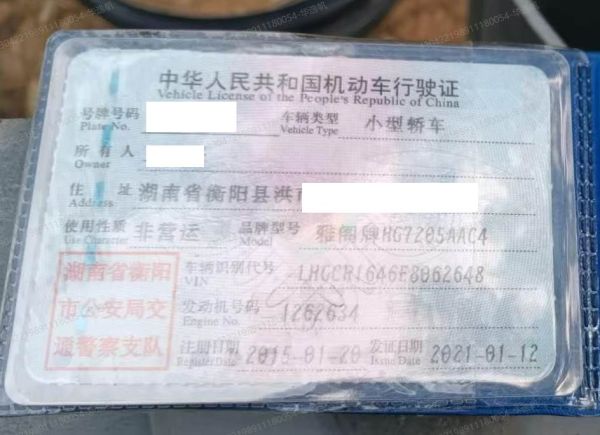 中华人民共和国机动车行驶证
Vehicle License of the People's Republic of China
号牌号码 Plate No. 车辆类型 Vehicle Type 小型轿车
所有人 Owner
住址 Address 湖南省衡阳县洪市
使用性质 Use Character 非营运 品牌型号 Model 雅阁牌HG7205AAC4
湖南省衡阳
市公安局交
通警察支队
车辆识别代号 VIN LHGCR1646F8062648
发动机号码 Engine No. 1262634
注册日期 Register Date 2015-01-20 发证日期 Issue Date 2021-01-12